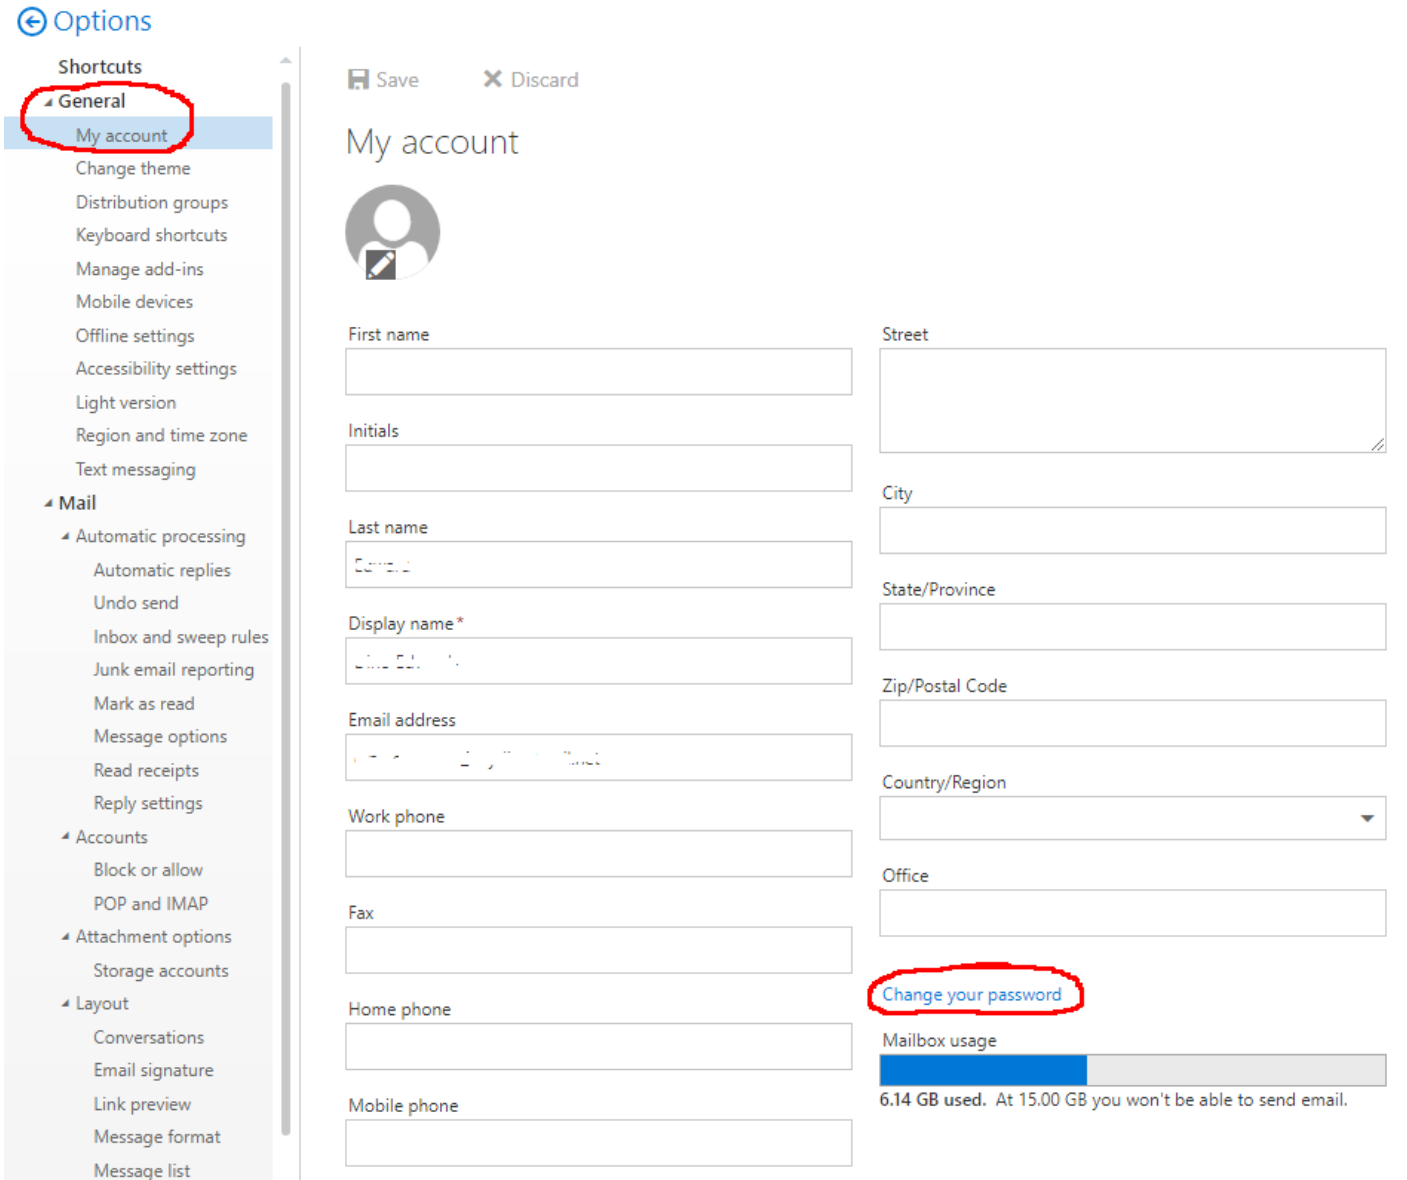 Options
Shortcuts
General
My account
Change theme
Distribution groups
Keyboard shortcuts
Manage add-ins
Mobile devices
Offline settings
Accessibility settings
Light version
Region and time zone
Text messaging
Mail
Automatic processing
Automatic replies
Undo send
Inbox and sweep rules
Junk email reporting
Mark as read
Message options
Read receipts
Reply settings
Accounts
Block or allow
POP and IMAP
Attachment options
Storage accounts
Layout
Conversations
Email signature
Link preview
Message format
Message list
Save Discard
My account
First name
Initials
Last name
Display name*
Email address
Work phone
Fax
Home phone
Mobile phone
Street
City
State/Province
Zip/Postal Code
Country/Region
Office
Change your password
Mailbox usage
6.14 GB used. At 15.00 GB you won't be able to send email.